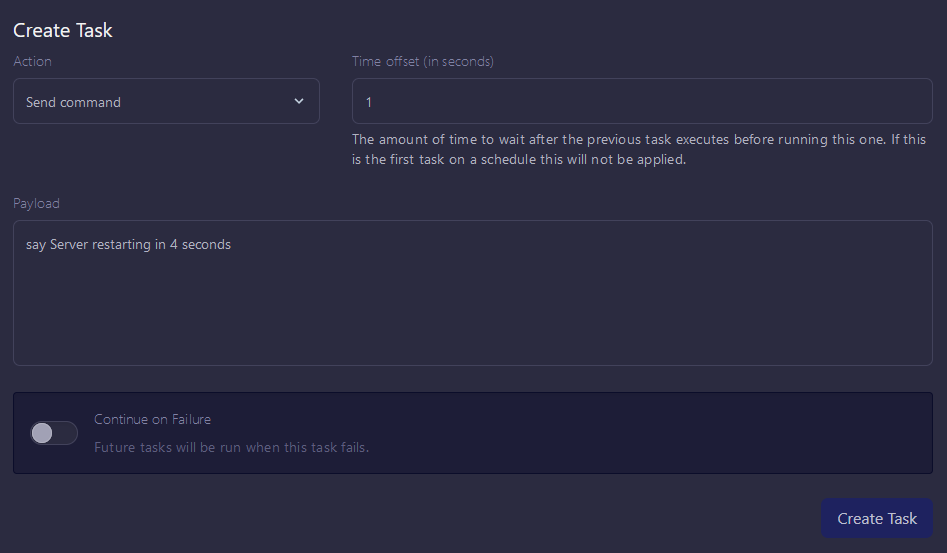 Create Task
Action
Time offset (in seconds)
Send command
1
The amount of time to wait after the previous task executes before running this one. If this
is the first task on a schedule this will not be applied.
Payload
say Server restarting in 4 seconds
Continue on Failure
Future tasks will be run when this task fails.
Create Task